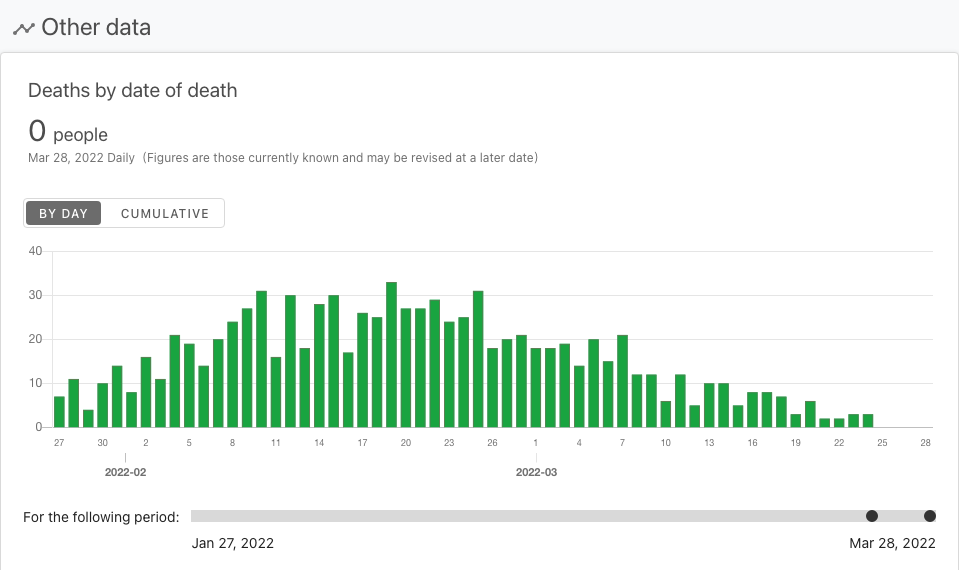 Other data
Deaths by date of death
0 people
Mar 28, 2022 Daily (Figures are those currently known and may be revised at a later date)
BY DAY CUMULATIVE
40
30
20
10
0
27 30 2 5 8 11 14 17 20 23 26 1 4 7 10 13 16 19 22 25 28
2022-02 2022-03
For the following period:
Jan 27, 2022 Mar 28, 2022